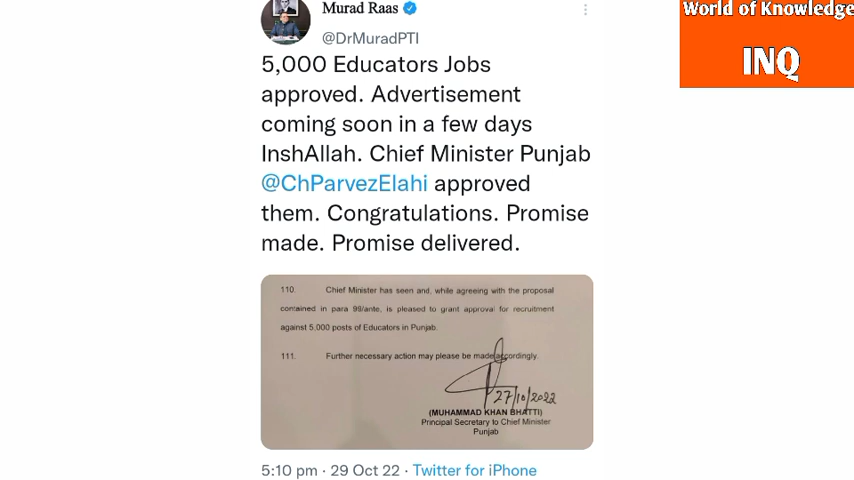 Murad Raas
@DrMuradPTI
World of Knowledge
INQ
5,000 Educators Jobs
approved. Advertisement
coming soon in a few days
InshAllah. Chief Minister Punjab
@ChParvezElahi approved
them. Congratulations. Promise
made. Promise delivered.
110. Chief Minister has seen and, while agreeing with the proposal
contained in para 99/ante, is pleased to grant approval for recruitment
against 5,000 posts of Educators in Punjab.
111. Further necessary action may please be made accordingly.
27/10/2022
(MUHAMMAD KHAN BHATTI)
Principal Secretary to Chief Minister
Punjab
5:10 pm · 29 Oct 22 · Twitter for iPhone